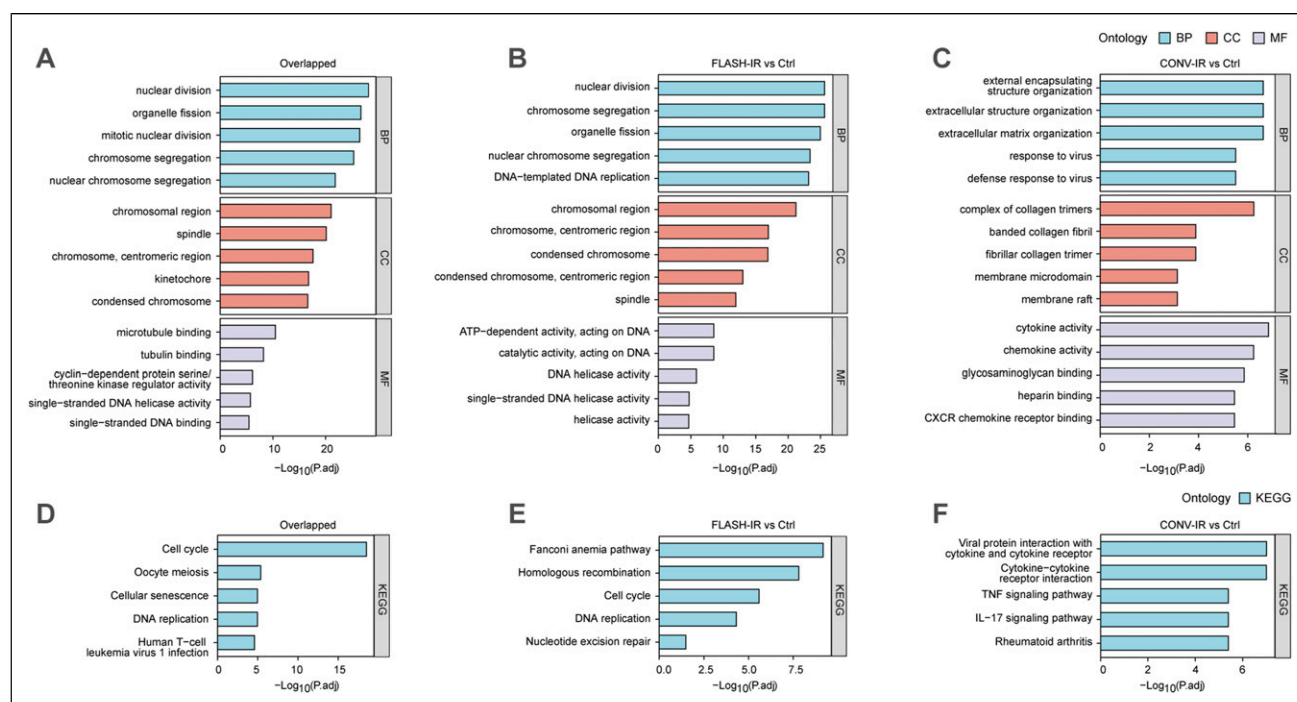 Ontology BP CC MF
A
Overlapped
nuclear division
organelle fission
mitotic nuclear division
chromosome segregation
nuclear chromosome segregation
BP
chromosomal region
spindle
chromosome, centromeric region
kinetochore
condensed chromosome
CC
microtubule binding
tubulin binding
cyclin-dependent protein serine/
threonine kinase regulator activity
single-stranded DNA helicase activity
single-stranded DNA binding
MF
0 10 20
−Log10(P.adj)
B
FLASH-IR vs Ctrl
nuclear division
chromosome segregation
organelle fission
nuclear chromosome segregation
DNA−templated DNA replication
BP
chromosomal region
chromosome, centromeric region
condensed chromosome
condensed chromosome, centromeric region
spindle
CC
ATP−dependent activity, acting on DNA
catalytic activity, acting on DNA
DNA helicase activity
single-stranded DNA helicase activity
helicase activity
MF
0 5 10 15 20 25
−Log10(P.adj)
C
CONV-IR vs Ctrl
external encapsulating
structure organization
extracellular structure organization
extracellular matrix organization
response to virus
defense response to virus
BP
complex of collagen trimers
banded collagen fibril
fibrillar collagen trimer
membrane microdomain
membrane raft
CC
cytokine activity
chemokine activity
glycosaminoglycan binding
heparin binding
CXCR chemokine receptor binding
MF
0 2 4 6
−Log10(P.adj)
D
Overlapped
Cell cycle
Oocyte meiosis
Cellular senescence
DNA replication
Human T−cell
leukemia virus 1 infection
KEGG
0 5 10 15
−Log10(P.adj)
E
FLASH-IR vs Ctrl
Fanconi anemia pathway
Homologous recombination
Cell cycle
DNA replication
Nucleotide excision repair
KEGG
0.0 2.5 5.0 7.5
−Log10(P.adj)
Ontology KEGG
F
CONV-IR vs Ctrl
Viral protein interaction with
cytokine and cytokine receptor
Cytokine−cytokine
receptor interaction
TNF signaling pathway
IL−17 signaling pathway
Rheumatoid arthritis
KEGG
0 2 4 6
−Log10(P.adj)